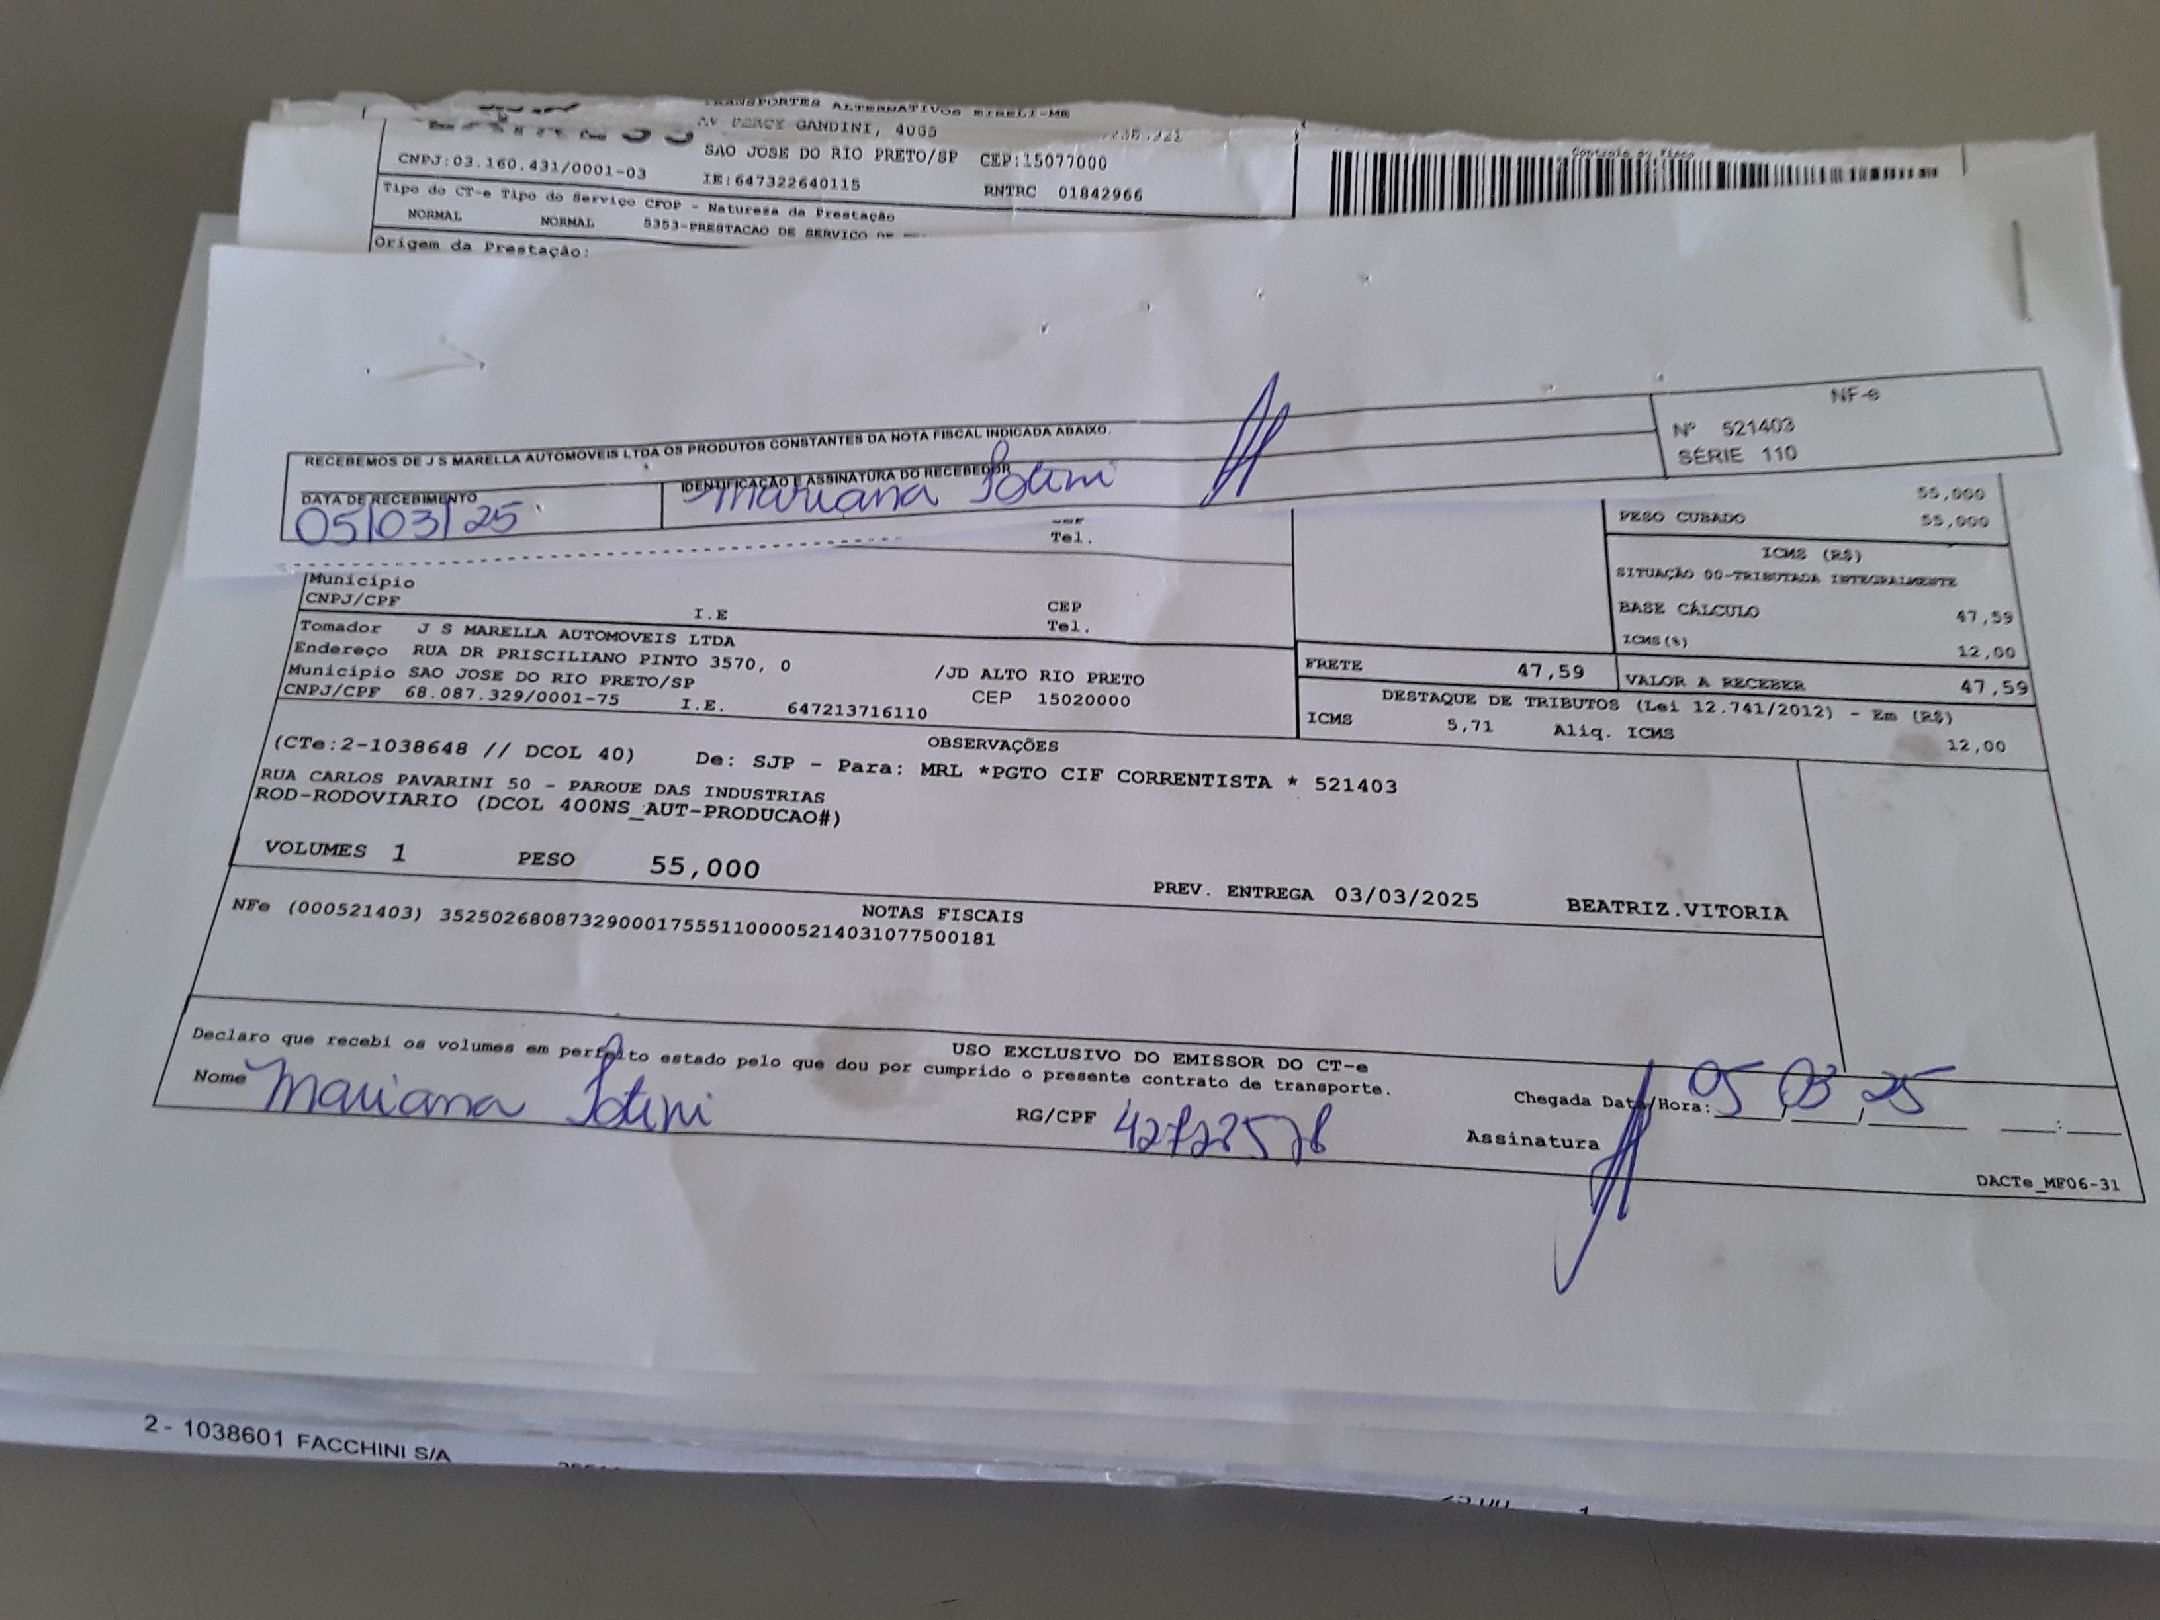 TRANSPORTES ALTERNATIVOS EIRELI-ME
AV PERCY GANDINI, 4065
SAO JOSE DO RIO PRETO/SP CEP:15077000
CNPJ:03.160.431/0001-03 IE:647322640115 RNTRC 01842966
Controle do Fisco
Tipo do CT-e Tipo do Serviço CFOP - Natureza da Prestação
NORMAL NORMAL 5353-PRESTACAO DE SERVICO DE
Origem da Prestação:
RECEBEMOS DE J S MARELLA AUTOMOVEIS LTDA OS PRODUTOS CONSTANTES DA NOTA FISCAL INDICADA ABAIXO.
NF-e
Nº 521403
SÉRIE 110
DATA DE RECEBIMENTO
05/03/25
IDENTIFICAÇÃO E ASSINATURA DO RECEBEDOR
Mariana
55,000
PESO CUBADO 55,000
Tel.
ICMS (R$)
SITUAÇÃO 00-TRIBUTADA INTEGRALMENTE
BASE CÁLCULO 47,59
ICMS(%) 12,00
Município CEP
CNPJ/CPF I.E Tel.
Tomador J S MARELLA AUTOMOVEIS LTDA
Endereço RUA DR PRISCILIANO PINTO 3570, 0 /JD ALTO RIO PRETO
Município SAO JOSE DO RIO PRETO/SP CEP 15020000
CNPJ/CPF 68.087.329/0001-75 I.E. 647213716110
FRETE 47,59 VALOR A RECEBER 47,59
DESTAQUE DE TRIBUTOS (Lei 12.741/2012) - Em (R$)
ICMS 5,71 Aliq. ICMS 12,00
OBSERVAÇÕES
(CTe:2-1038648 // DCOL 40) De: SJP - Para: MRL *PGTO CIF CORRENTISTA * 521403
RUA CARLOS PAVARINI 50 - PARQUE DAS INDUSTRIAS
ROD-RODOVIARIO (DCOL 400NS_AUT-PRODUCAO#)
VOLUMES 1 PESO 55,000 PREV. ENTREGA 03/03/2025 BEATRIZ.VITORIA
NOTAS FISCAIS
NFe (000521403) 35250268087329000175551100005214031077500181
USO EXCLUSIVO DO EMISSOR DO CT-e
Declaro que recebi os volumes em perfeito estado pelo que dou por cumprido o presente contrato de transporte.
Chegada Data/Hora: 05/03/25 :
Nome Mariana RG/CPF Assinatura
DACTe_MF06-31
2 - 1038601 FACCHINI S/A